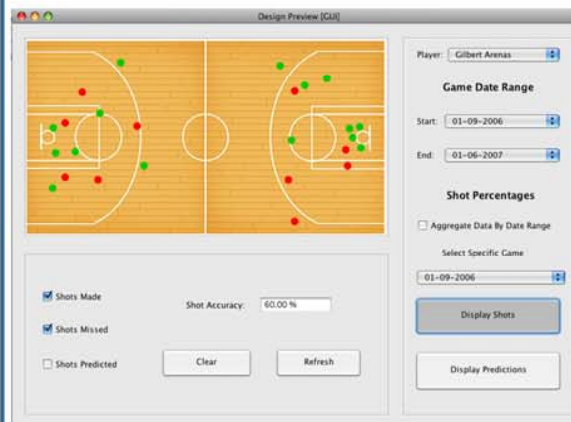 Design Preview [GUI]
Player: Gilbert Arenas
Game Date Range
Start: 01-09-2006
End: 01-06-2007
Shot Percentages
Aggregate Data By Date Range
Select Specific Game
01-09-2006
Display Shots
Display Predictions
Shots Made
Shot Accuracy: 60.00 %
Shots Missed
Shots Predicted
Clear
Refresh